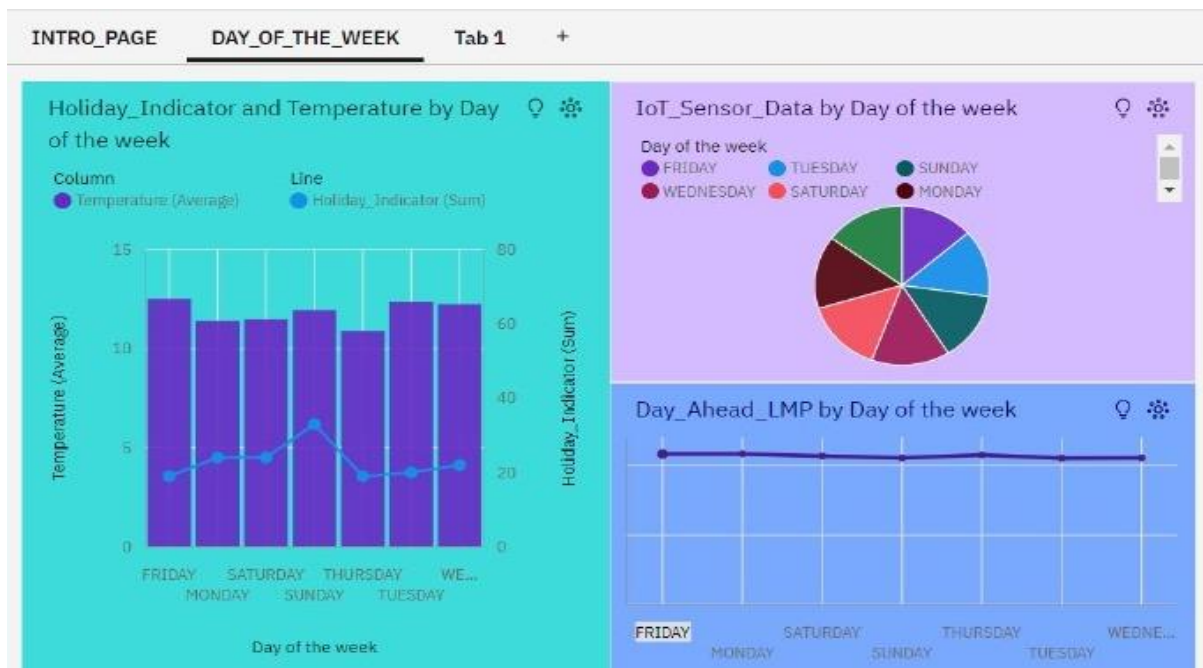 INTRO_PAGE DAY_OF_THE_WEEK Tab 1 +
Holiday_Indicator and Temperature by Day
of the week
Column Line
Temperature (Average) Holiday_Indicator (Sum)
15 80
10 60
40
5 20
0 0
Temperature (Average)
Holiday_Indicator (Sum)
FRIDAY SATURDAY THURSDAY WE...
MONDAY SUNDAY TUESDAY
Day of the week
IoT_Sensor_Data by Day of the week
Day of the week
FRIDAY TUESDAY SUNDAY
WEDNESDAY SATURDAY MONDAY
Day_Ahead_LMP by Day of the week
FRIDAY SATURDAY THURSDAY WEDNE...
MONDAY SUNDAY TUESDAY